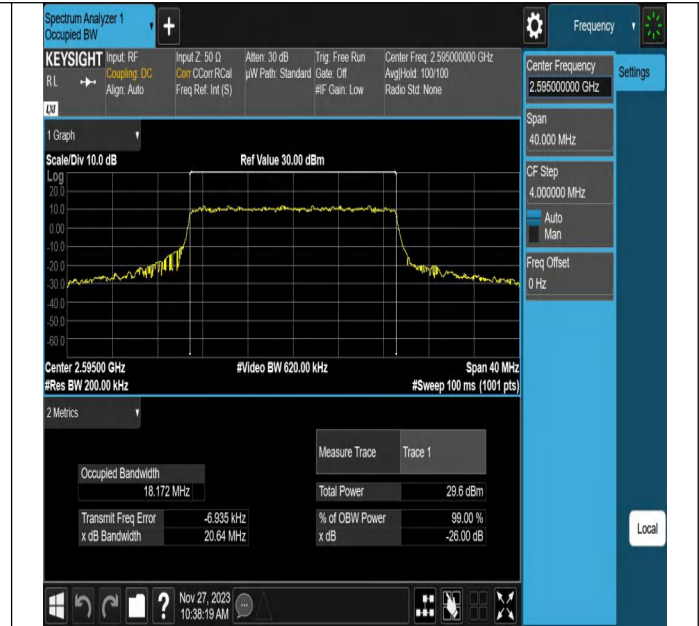 Spectrum Analyzer 1
Occupied BW
Frequency
KEYSIGHT
RL
LXI
Input: RF
Coupling: DC
Align: Auto
Input Z: 50 Ω
Corr CCorr RCal
Freq Ref: Int (S)
Atten: 30 dB
µW Path: Standard
Trig: Free Run
Gate: Off
#IF Gain: Low
Center Freq: 2.595000000 GHz
Avg|Hold: 100/100
Radio Std: None
Center Frequency
2.595000000 GHz
Settings
Span
40.000 MHz
CF Step
4.000000 MHz
Auto
Man
Freq Offset
0 Hz
1 Graph
Scale/Div 10.0 dB
Ref Value 30.00 dBm
Log
20.0
10.0
0.00
-10.0
-20.0
-30.0
-40.0
-50.0
-60.0
Center 2.59500 GHz
#Video BW 620.00 kHz
Span 40 MHz
#Res BW 200.00 kHz
#Sweep 100 ms (1001 pts)
2 Metrics
Measure Trace
Trace 1
Occupied Bandwidth
18.172 MHz
Total Power
29.6 dBm
Transmit Freq Error
-6.935 kHz
% of OBW Power
99.00 %
x dB Bandwidth
20.64 MHz
x dB
-26.00 dB
Local
?
Nov 27, 2023
10:38:19 AM